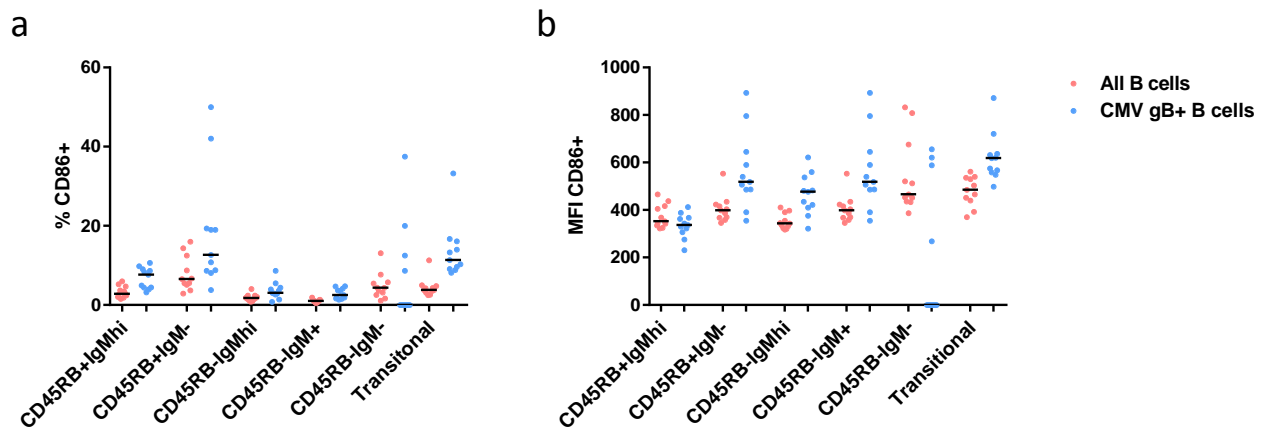 a
% CD86+
60
40
20
0
CD45RB+IgMhi
CD45RB+IgM-
CD45RB-IgMhi
CD45RB-IgM+
CD45RB-IgM-
Transitonal
b
MFI CD86+
1000
800
600
400
200
0
CD45RB+IgMhi
CD45RB+IgM-
CD45RB-IgMhi
CD45RB-IgM+
CD45RB-IgM-
Transitional
All B cells
CMV gB+ B cells